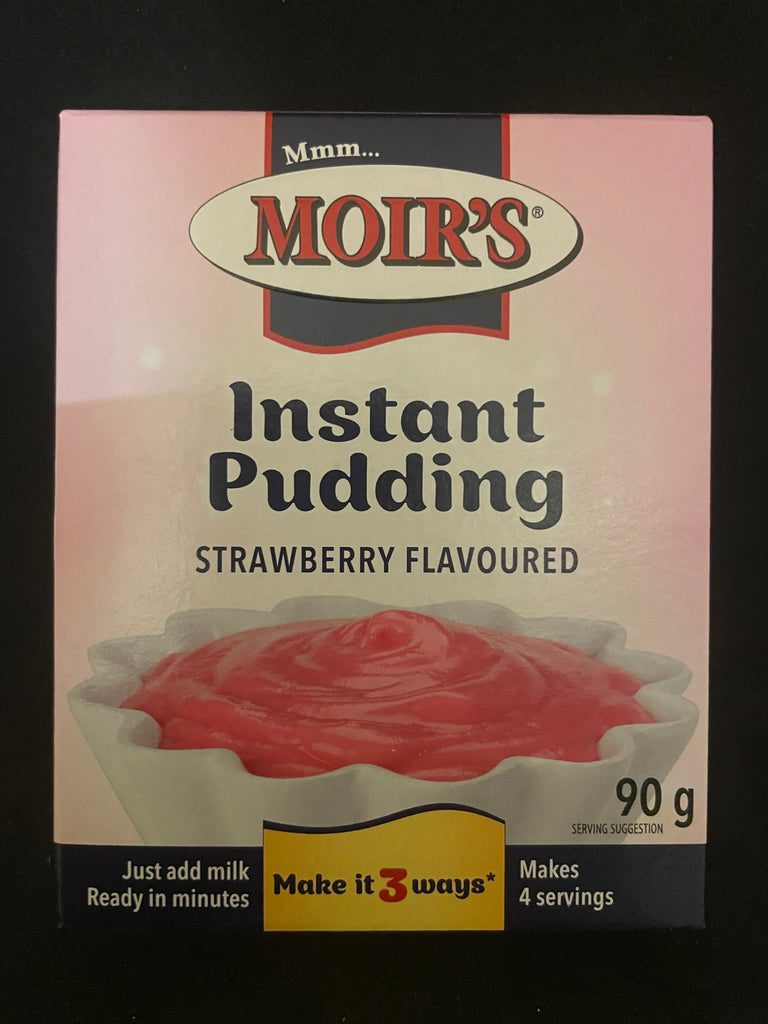 Mmm...
MOIR'S®
Instant
Pudding
STRAWBERRY FLAVOURED
90 g
SERVING SUGGESTION
Just add milk
Ready in minutes
Make it 3 ways*
Makes
4 servings